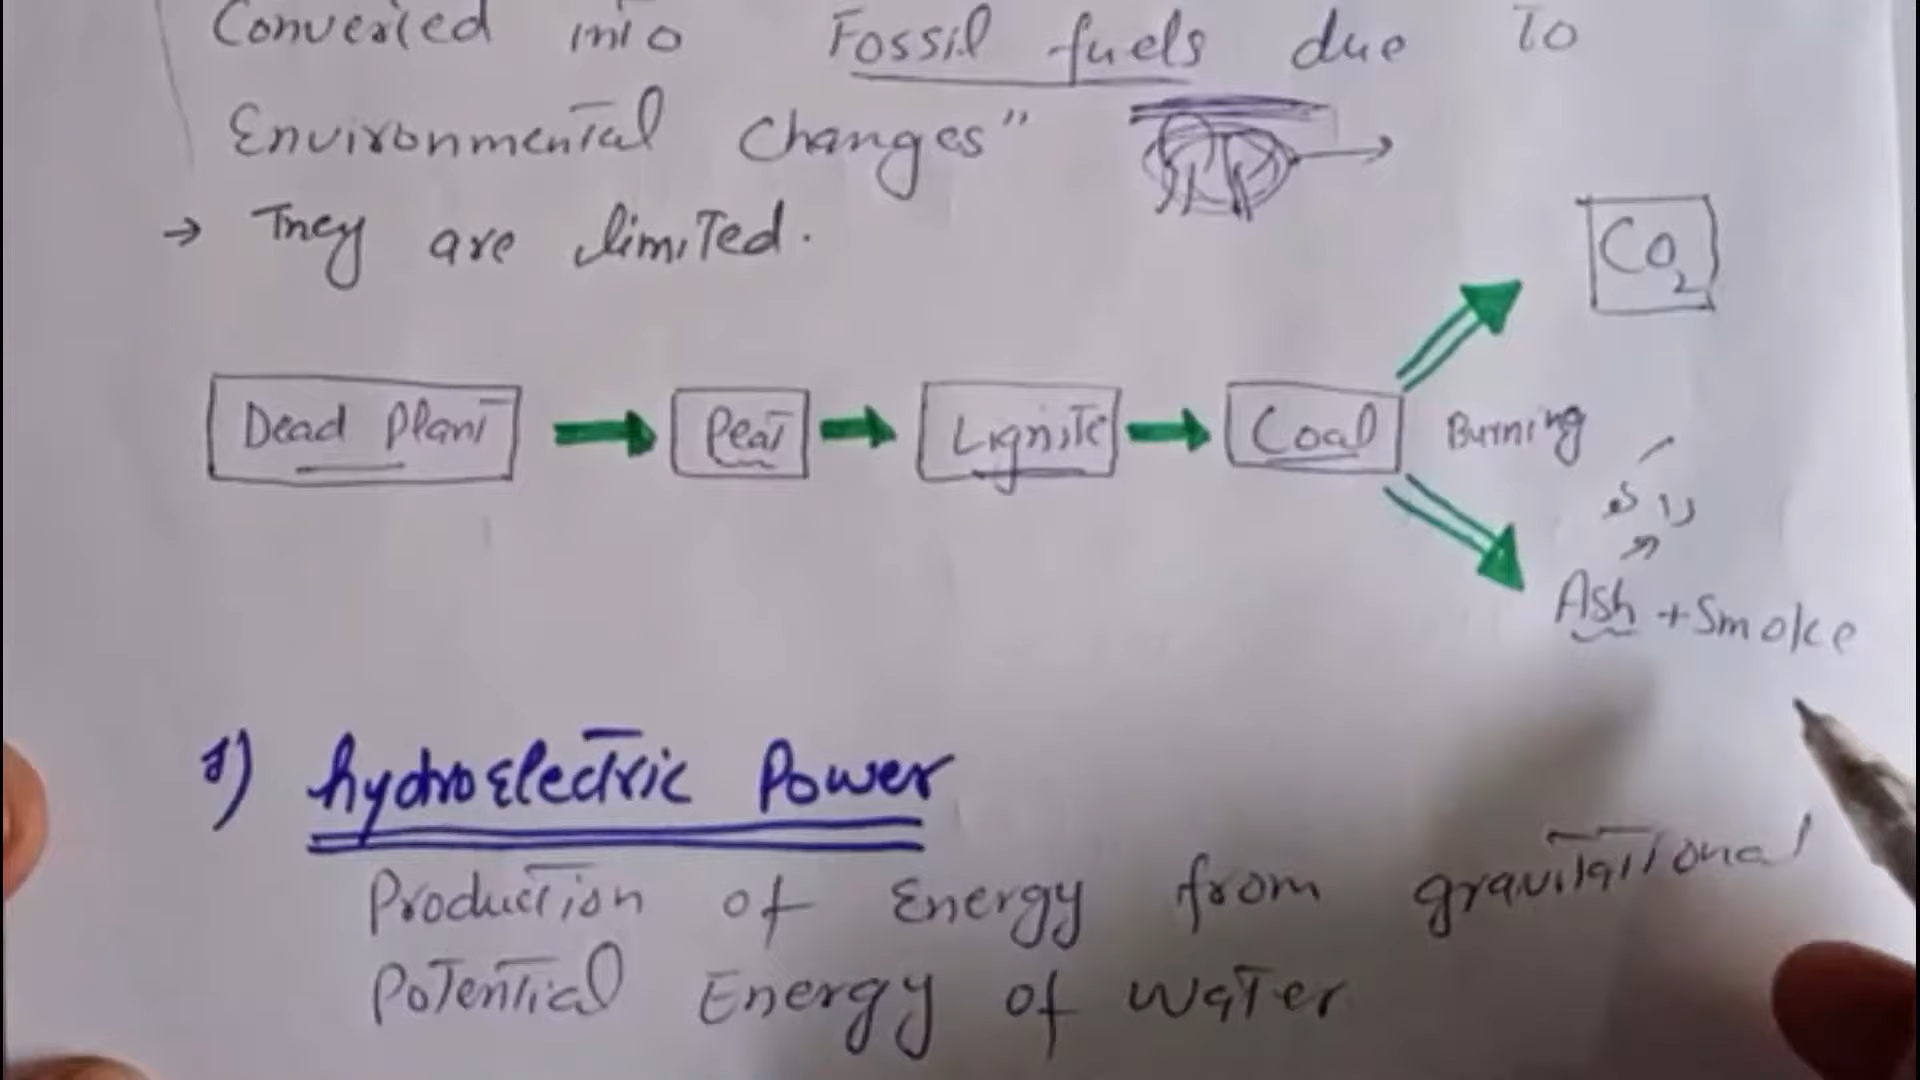 Converted into Fossil fuels due To
Environmental Changes"
→ They are limited.
CO₂
Dead Plant → Peat → Lignite → Coal
Burning
Ash + Smoke
hydroelectric Power
Production of Energy from gravitational
Potential Energy of water